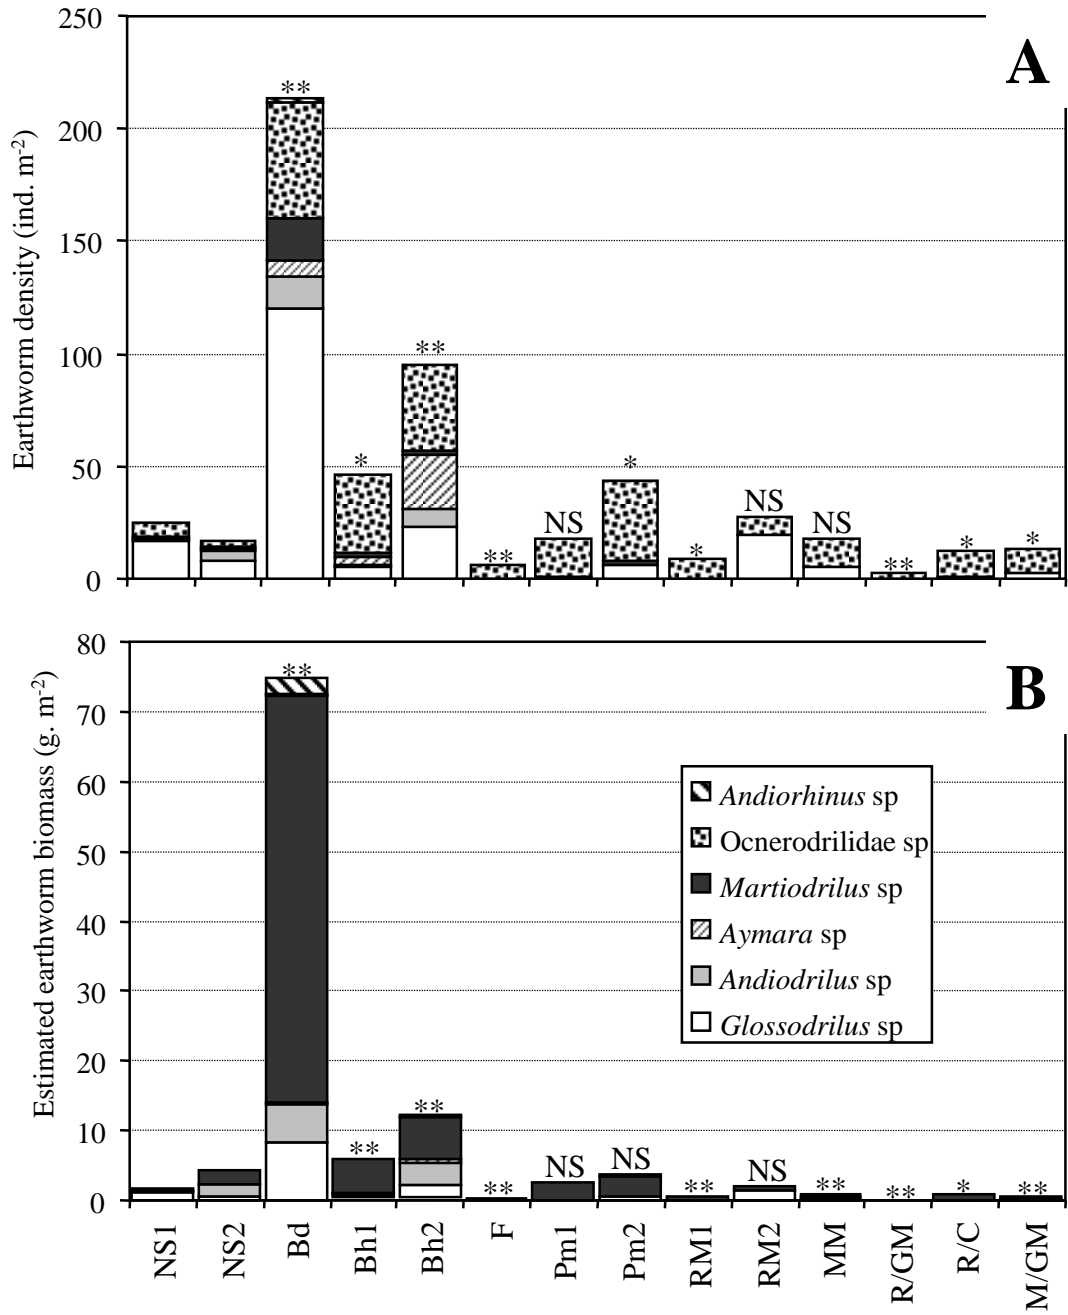 A
Earthworm density (ind. m-2)
250
200
150
100
50
0
**
*
**
**
NS
*
*
NS
NS
**
*
*
B
Estimated earthworm biomass (g. m-2)
80
70
60
50
40
30
20
10
0
**
**
**
**
NS
NS
**
NS
**
**
*
**
Andiorhinus sp
Ocnerodrilidae sp
Martiodrilus sp
Aymara sp
Andiodrilus sp
Glossodrilus sp
NS1
NS2
Bd
Bh1
Bh2
F
Pm1
Pm2
RM1
RM2
MM
R/GM
R/C
M/GM